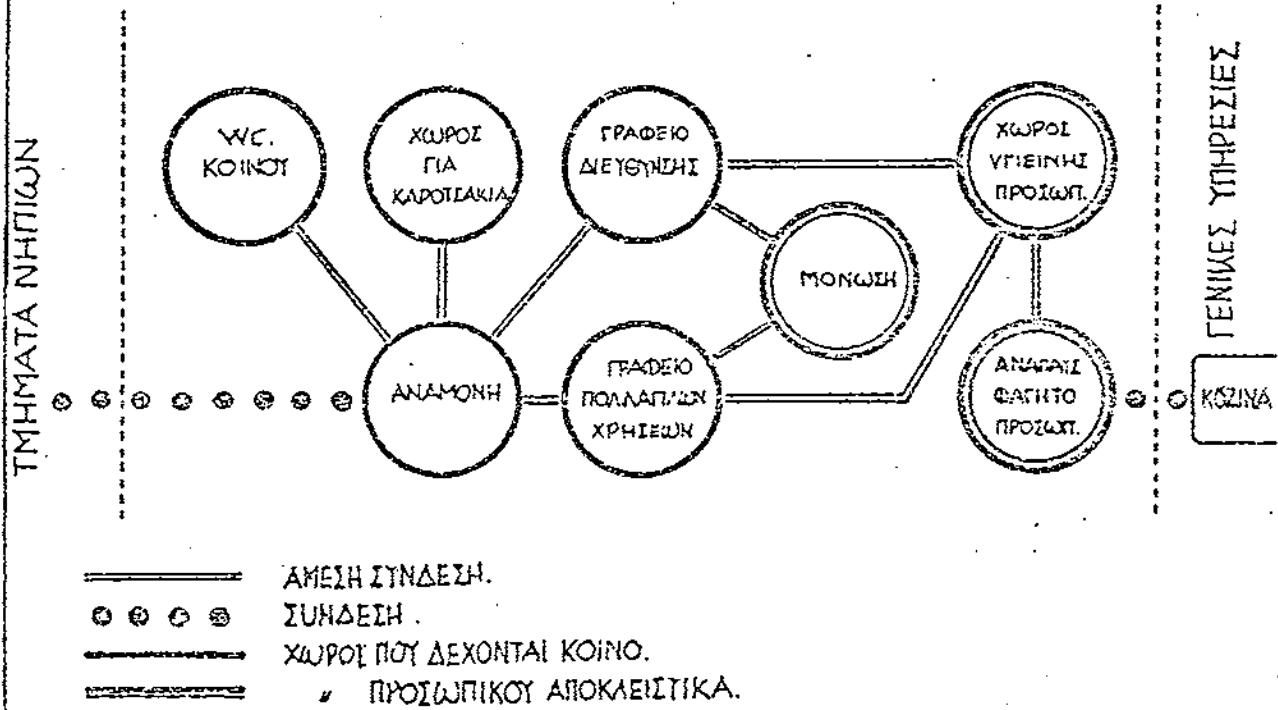 ΤΜΗΜΑΤΑ ΝΗΠΙΩΝ
W.C.
ΚΟΙΝΟΥ
ΧΩΡΟΣ
ΓΙΑ
ΚΑΡΟΤΣΑΚΙΑ
ΓΡΑΦΕΙΟ
ΔΙΕΥΘΥΝΣΗΣ
ΧΩΡΟΣ
ΥΓΙΕΙΝΗΣ
ΠΡΟΣΩΠ.
ΜΟΝΩΣΗ
ΑΝΑΜΟΝΗ
ΓΡΑΦΕΙΟ
ΠΟΛΛΑΠΛΩΝ
ΧΡΗΣΕΩΝ
ΑΝΑΠΑΥΣ
ΦΑΓΗΤΟ
ΠΡΟΣΩΠ.
ΓΕΝΙΚΕΣ ΥΠΗΡΕΣΙΕΣ
ΚΟΖΙΝΑ
ΑΜΕΣΗ ΣΥΝΔΕΣΗ.
ΣΥΝΔΕΣΗ.
ΧΩΡΟΙ ΠΟΥ ΔΕΧΟΝΤΑΙ ΚΟΙΝΟ.
" ΠΡΟΣΩΠΙΚΟΥ ΑΠΟΚΛΕΙΣΤΙΚΑ.